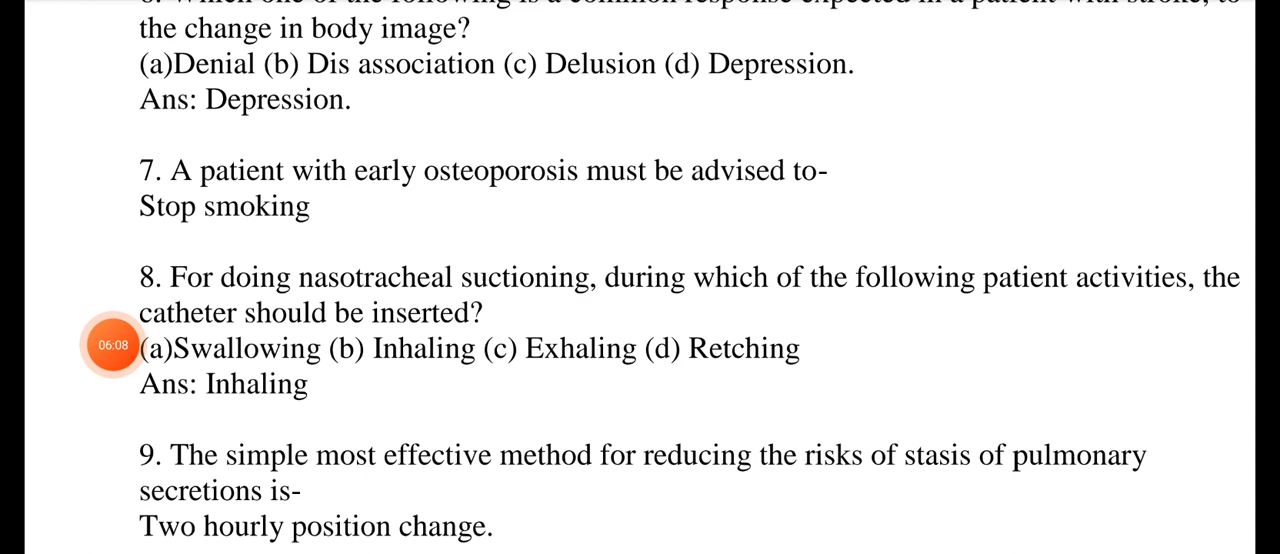 the change in body image?
(a)Denial (b) Dis association (c) Delusion (d) Depression.
Ans: Depression.
7. A patient with early osteoporosis must be advised to-
Stop smoking
8. For doing nasotracheal suctioning, during which of the following patient activities, the
catheter should be inserted?
06:08
(a)Swallowing (b) Inhaling (c) Exhaling (d) Retching
Ans: Inhaling
9. The simple most effective method for reducing the risks of stasis of pulmonary
secretions is-
Two hourly position change.